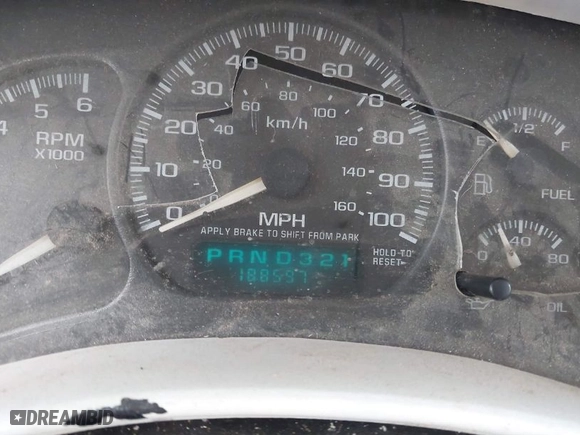 4 5 6
RPM
X1000
0 10 20 30 40 50 60 70 80 90 100
20 40 60 80 100 120 140 160
km/h
MPH
APPLY BRAKE TO SHIFT FROM PARK
PRND321
188597
HOLD TO
RESET
E 1/2 F
FUEL
0 40 80
OIL
DREAMBID